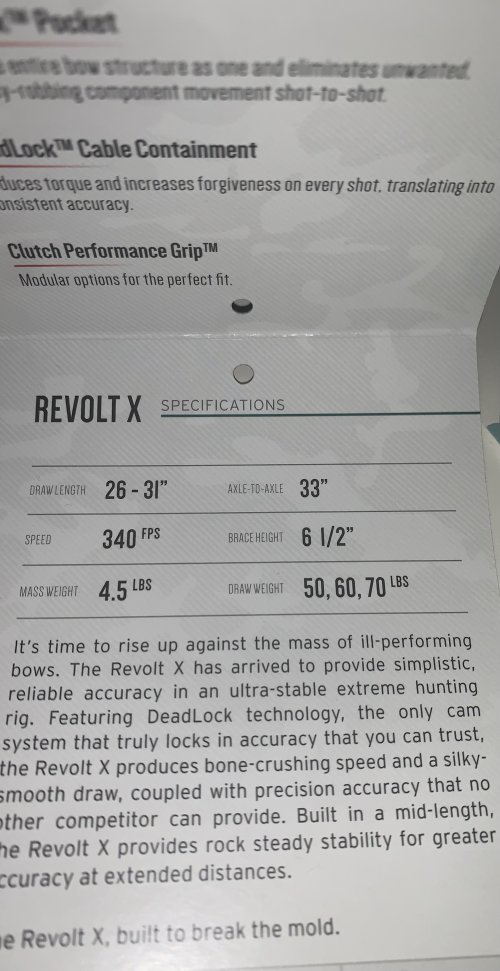 ™ Pocket
entire bow structure as one and eliminates unwanted,
y-robbing component movement shot-to-shot.
dLock™ Cable Containment
duces torque and increases forgiveness on every shot, translating into
onsistent accuracy.
Clutch Performance Grip™
Modular options for the perfect fit.
REVOLT X SPECIFICATIONS
DRAW LENGTH 26 - 31" AXLE-TO-AXLE 33"
SPEED 340 FPS BRACE HEIGHT 6 1/2"
MASS WEIGHT 4.5 LBS DRAW WEIGHT 50, 60, 70 LBS
It's time to rise up against the mass of ill-performing
bows. The Revolt X has arrived to provide simplistic,
reliable accuracy in an ultra-stable extreme hunting
rig. Featuring DeadLock technology, the only cam
system that truly locks in accuracy that you can trust,
the Revolt X produces bone-crushing speed and a silky-
smooth draw, coupled with precision accuracy that no
other competitor can provide. Built in a mid-length,
he Revolt X provides rock steady stability for greater
ccuracy at extended distances.
e Revolt X, built to break the mold.